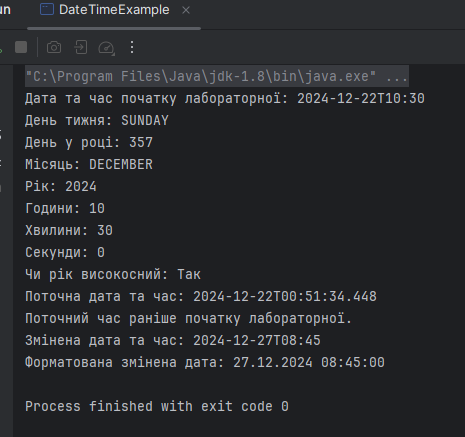 un
DateTimeExample
"C:\Program Files\Java\jdk-1.8\bin\java.exe" ...
Дата та час початку лабораторної: 2024-12-22T10:30
День тижня: SUNDAY
День у році: 357
Місяць: DECEMBER
Рік: 2024
Години: 10
Хвилини: 30
Секунди: 0
Чи рік високосний: Так
Поточна дата та час: 2024-12-22T00:51:34.448
Поточний час раніше початку лабораторної.
Змінена дата та час: 2024-12-27T08:45
Форматована змінена дата: 27.12.2024 08:45:00
Process finished with exit code 0